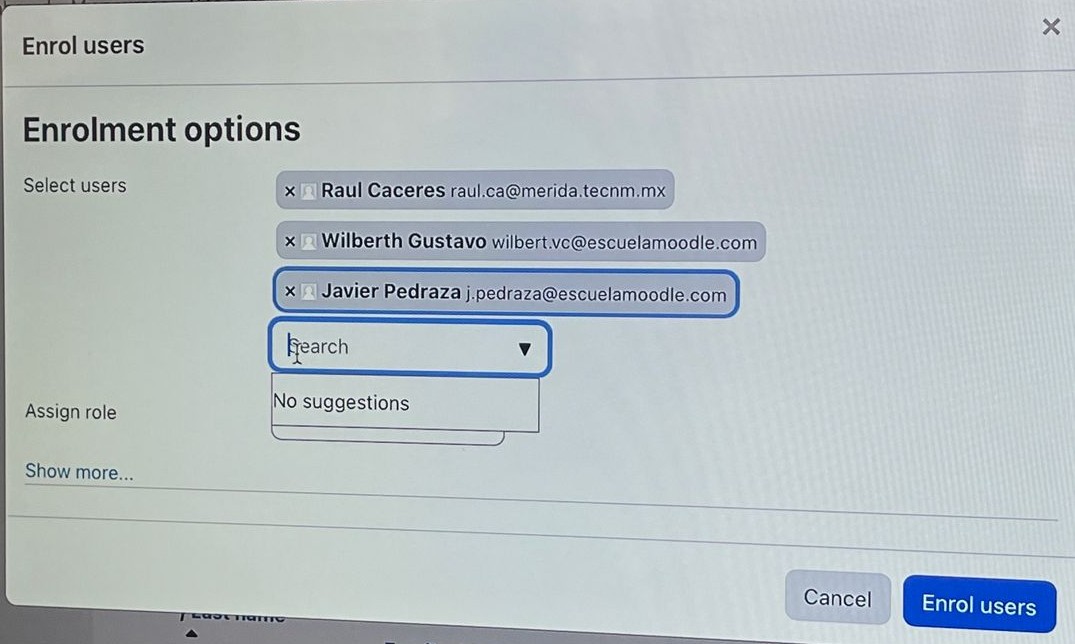 Enrol users
×
Enrolment options
Select users
× Raul Caceres raul.ca@merida.tecnm.mx
× Wilberth Gustavo wilbert.vc@escuelamoodle.com
× Javier Pedraza j.pedraza@escuelamoodle.com
Search
▼
No suggestions
Assign role
Show more...
Cancel
Enrol users
/ Last name